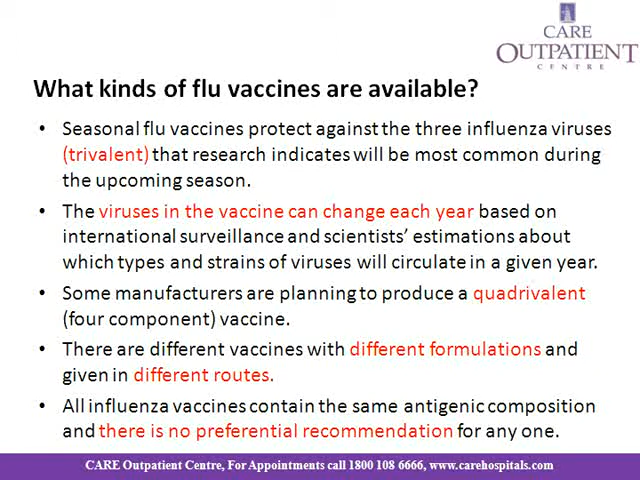 CARE
OUTPATIENT
CENTRE
What kinds of flu vaccines are available?
• Seasonal flu vaccines protect against the three influenza viruses
(trivalent) that research indicates will be most common during
the upcoming season.
• The viruses in the vaccine can change each year based on
international surveillance and scientists’ estimations about
which types and strains of viruses will circulate in a given year.
• Some manufacturers are planning to produce a quadrivalent
(four component) vaccine.
• There are different vaccines with different formulations and
given in different routes.
• All influenza vaccines contain the same antigenic composition
and there is no preferential recommendation for any one.
CARE Outpatient Centre, For Appointments call 1800 108 6666, www.carehospitals.com